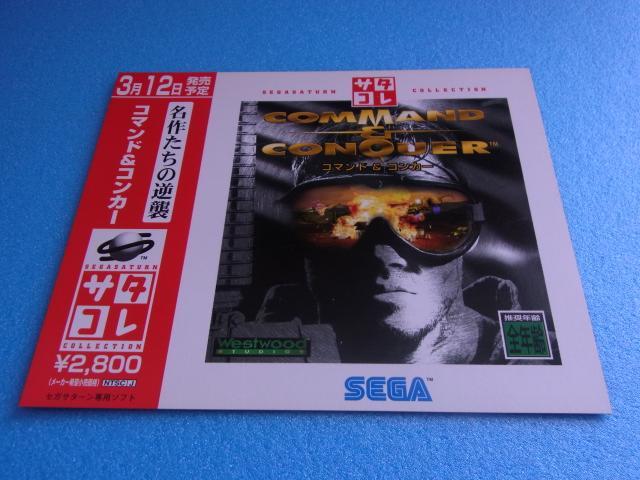 3月12日発売予定
コマンド&コンカー
名作たちの逆襲
TM
SEGASATURN
サタコレ
COLLECTION
¥2,800
(メーカー希望小売価格) NTSC J
セガサターン専用ソフト
SEGASATURN サタコレ COLLECTION
COMMAND
&
CONQUER™
コマンド & コンカー
Westwood
STUDIOS
推奨年齢
全年齢
SEGA™